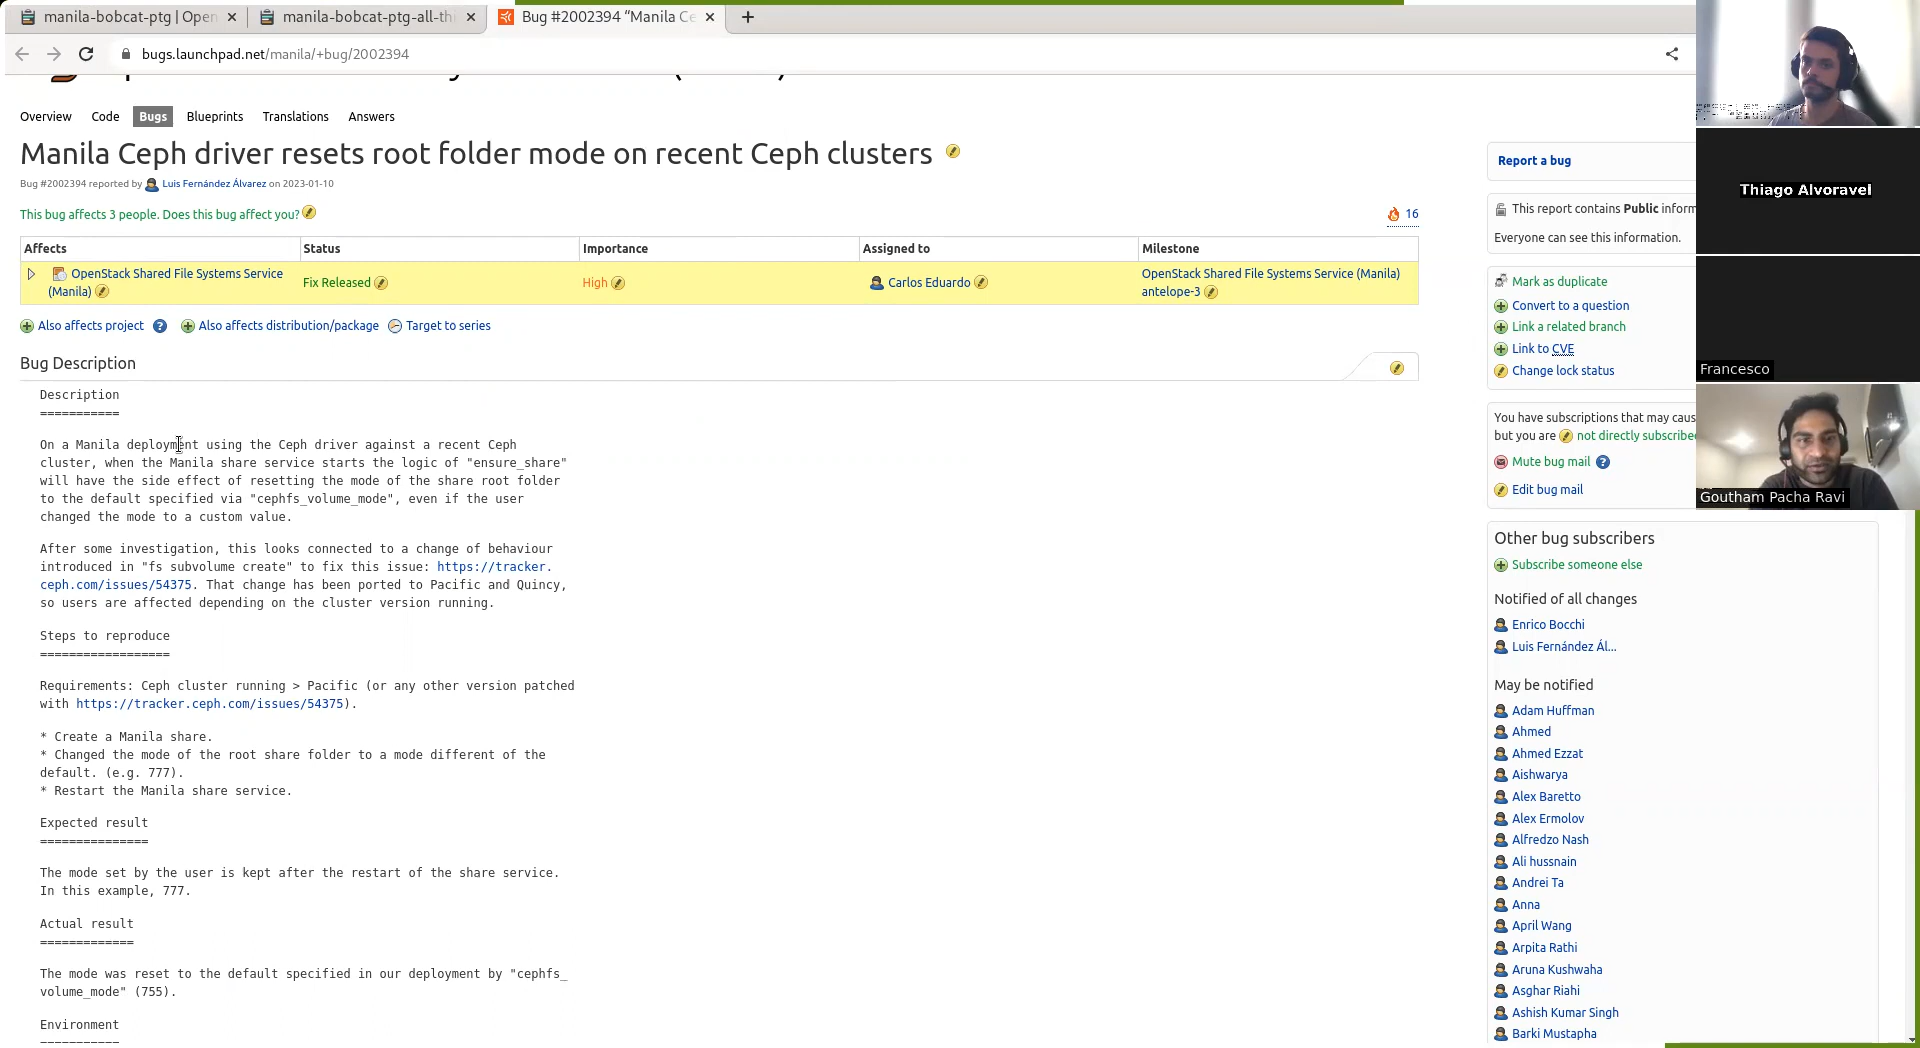 manila-bobcat-ptg | Open
manila-bobcat-ptg-all-thi
Bug #2002394 “Manila Ce
bugs.launchpad.net/manila/+bug/2002394
Overview
Code
Bugs
Blueprints
Translations
Answers
Manila Ceph driver resets root folder mode on recent Ceph clusters
Bug #2002394 reported by Luis Fernández Álvarez on 2023-01-10
This bug affects 3 people. Does this bug affect you?
16
Affects
Status
Importance
Assigned to
Milestone
OpenStack Shared File Systems Service
(Manila)
Fix Released
High
Carlos Eduardo
OpenStack Shared File Systems Service (Manila)
antelope-3
Also affects project
Also affects distribution/package
Target to series
Bug Description
Description
===========
On a Manila deployment using the Ceph driver against a recent Ceph
cluster, when the Manila share service starts the logic of "ensure_share"
will have the side effect of resetting the mode of the share root folder
to the default specified via "cephfs_volume_mode", even if the user
changed the mode to a custom value.
After some investigation, this looks connected to a change of behaviour
introduced in "fs subvolume create" to fix this issue: https://tracker.
ceph.com/issues/54375. That change has been ported to Pacific and Quincy,
so users are affected depending on the cluster version running.
Steps to reproduce
==================
Requirements: Ceph cluster running > Pacific (or any other version patched
with https://tracker.ceph.com/issues/54375).
* Create a Manila share.
* Changed the mode of the root share folder to a mode different of the
default. (e.g. 777).
* Restart the Manila share service.
Expected result
===============
The mode set by the user is kept after the restart of the share service.
In this example, 777.
Actual result
=============
The mode was reset to the default specified in our deployment by "cephfs_
volume_mode" (755).
Environment
===========
Report a bug
This report contains Public inform
Everyone can see this information.
Mark as duplicate
Convert to a question
Link a related branch
Link to CVE
Change lock status
You have subscriptions that may caus
but you are not directly subscribe
Mute bug mail
Edit bug mail
Other bug subscribers
Subscribe someone else
Notified of all changes
Enrico Bocchi
Luis Fernández Ál...
May be notified
Adam Huffman
Ahmed
Ahmed Ezzat
Aishwarya
Alex Baretto
Alex Ermolov
Alfredzo Nash
Ali hussnain
Andrei Ta
Anna
April Wang
Arpita Rathi
Aruna Kushwaha
Asghar Riahi
Ashish Kumar Singh
Barki Mustapha
Thiago Alvoravel
Francesco
Goutham Pacha Ravi